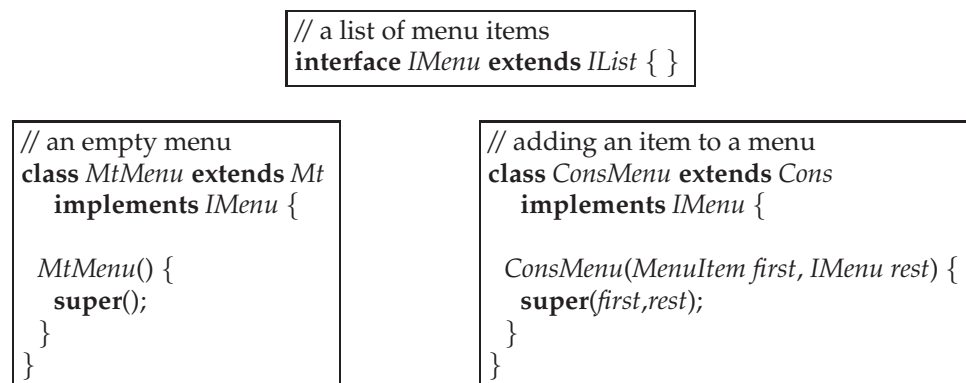 // a list of menu items
interface IMenu extends IList { }
// an empty menu
class MtMenu extends Mt
implements IMenu {
MtMenu() {
super();
}
}
// adding an item to a menu
class ConsMenu extends Cons
implements IMenu {
ConsMenu(MenuItem first, IMenu rest) {
super(first,rest);
}
}